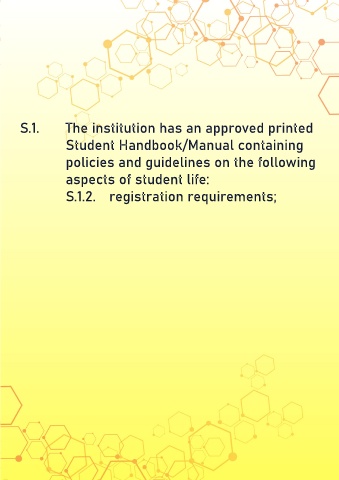 S.1. The institution has an approved printed
Student Handbook/Manual containing
policies and guidelines on the following
aspects of student life:
S.1.2. registration requirements;